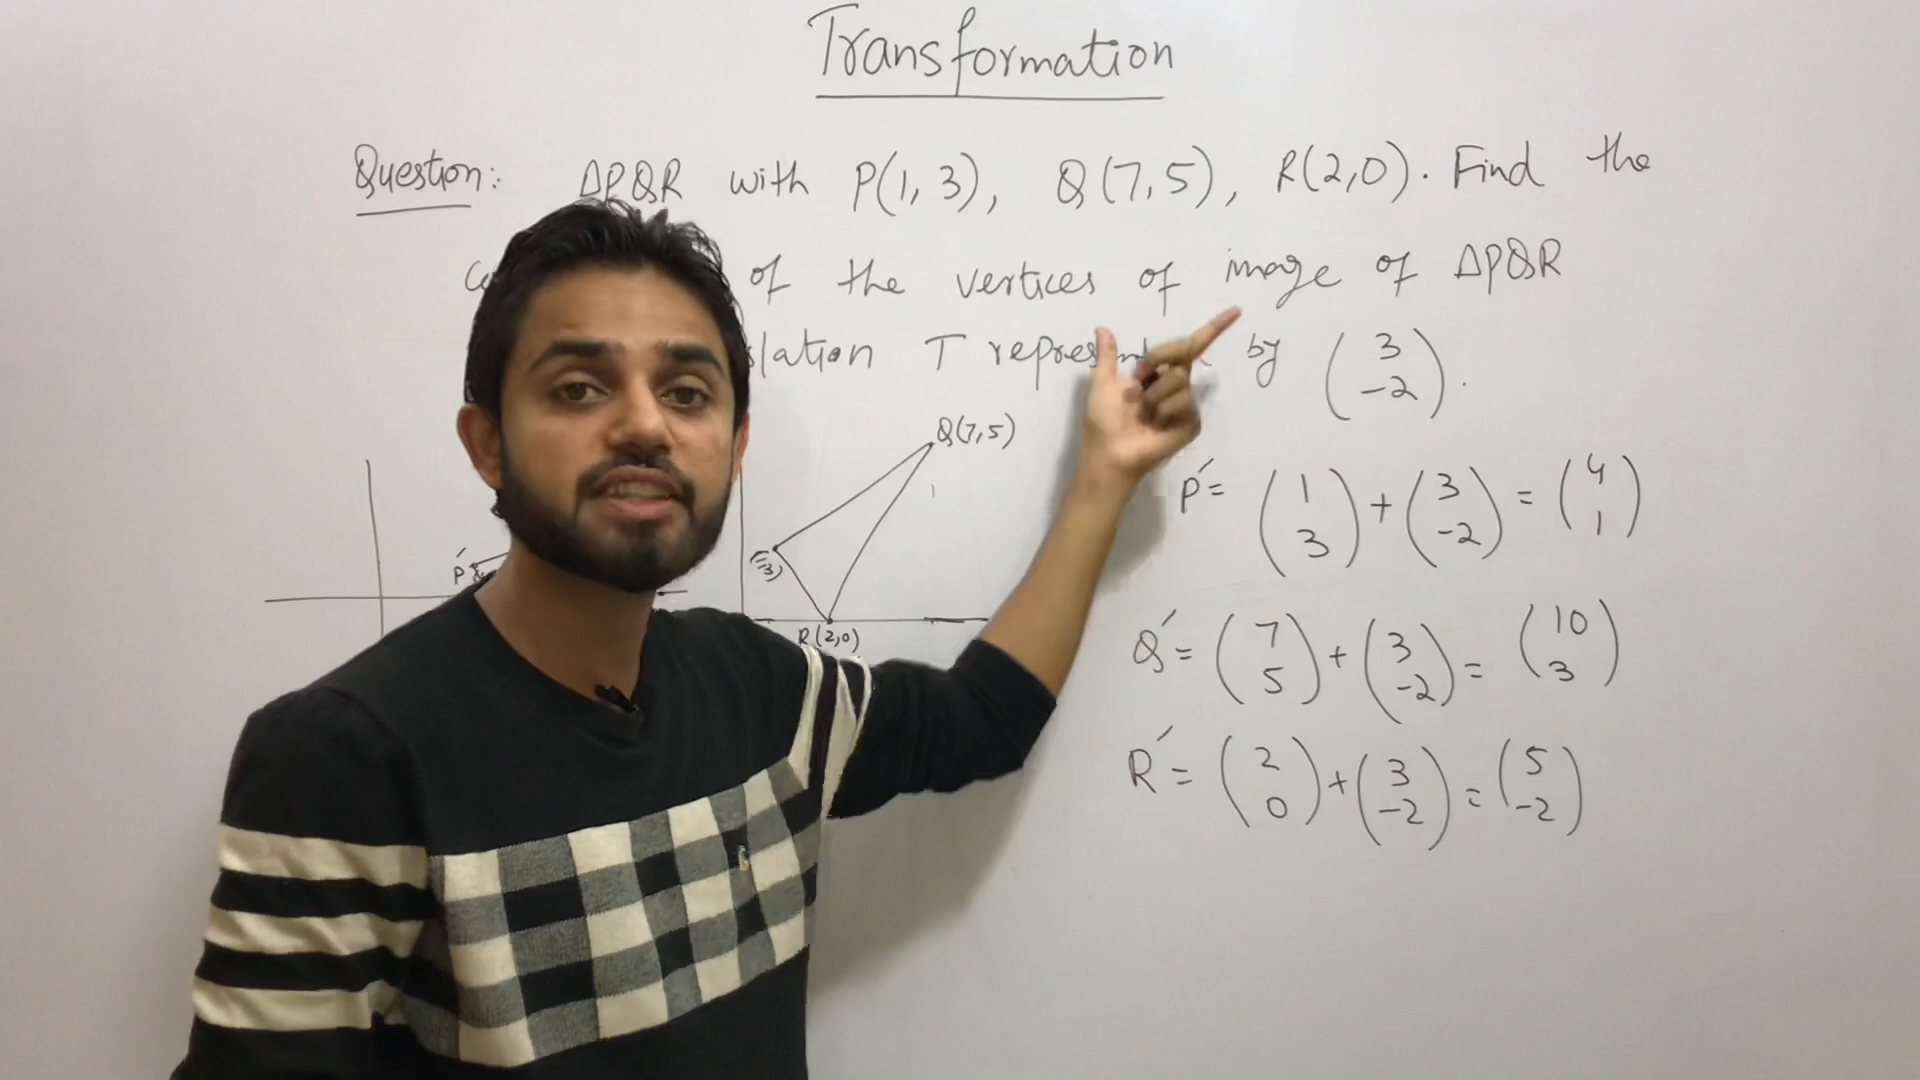 Transformation
Question: ΔPQR with P(1, 3), Q(7, 5), R(2,0). Find the
of the vertices of image of ΔPQR
T by (3 -2).
Q(7,5)
P'
R(2,0)
P' = (1 3) + (3 -2) = (4 1)
Q' = (7 5) + (3 -2) = (10 3)
R' = (2 0) + (3 -2) = (5 -2)